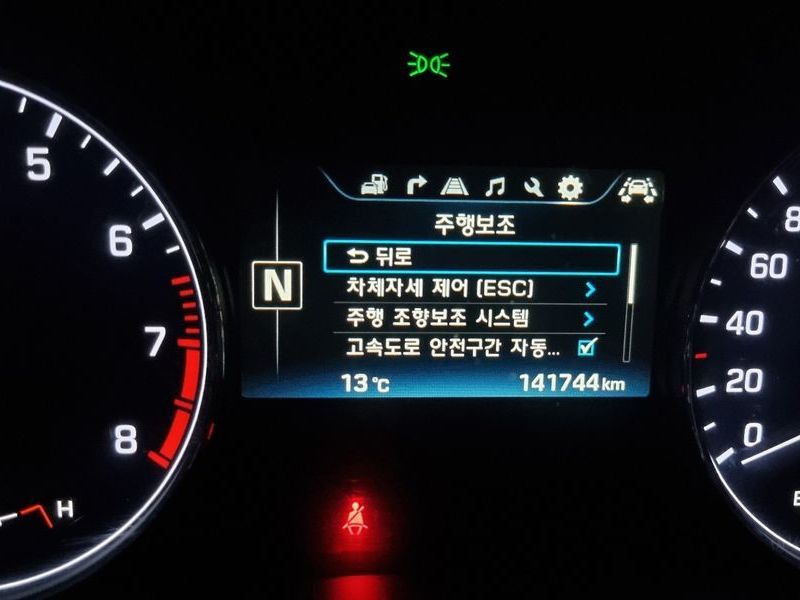 5
6
7
8
H
N
주행보조
뒤로
차체자세 제어 (ESC)
주행 조향보조 시스템
고속도로 안전구간 자동...
13℃
141744km
8
60
40
20
0
E